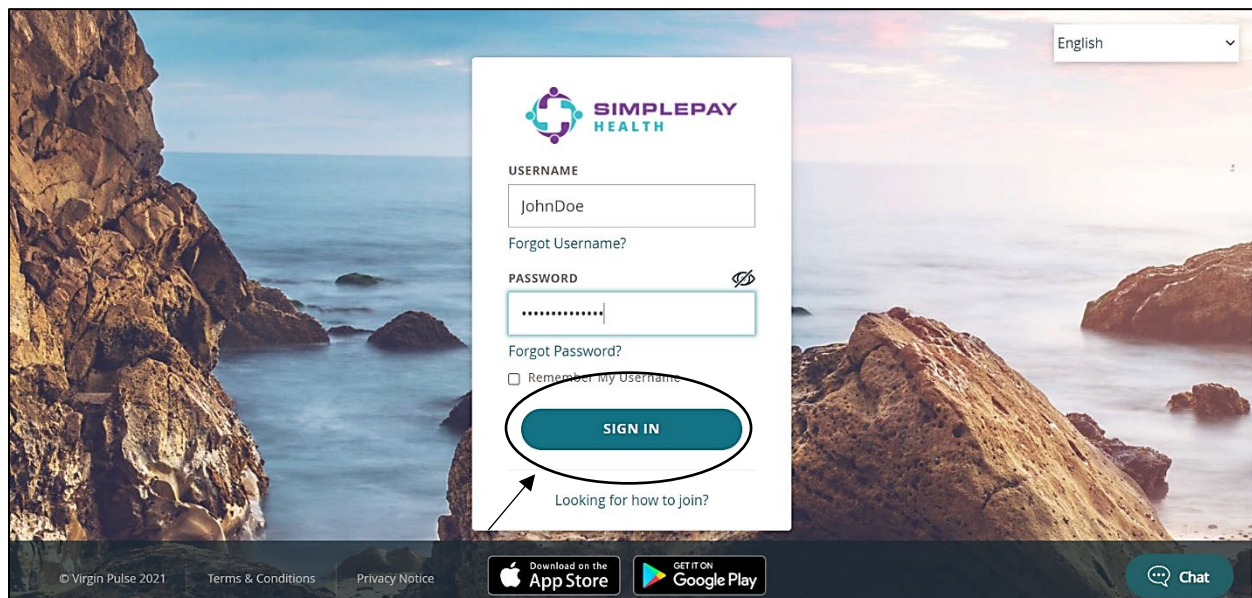 English
SIMPLEPAY
HEALTH
USERNAME
JohnDoe
Forgot Username?
PASSWORD
••••••••••••••
Forgot Password?
Remember My Username
SIGN IN
Looking for how to join?
© Virgin Pulse 2021 Terms & Conditions Privacy Notice
Download on the
App Store
GET IT ON
Google Play
Chat